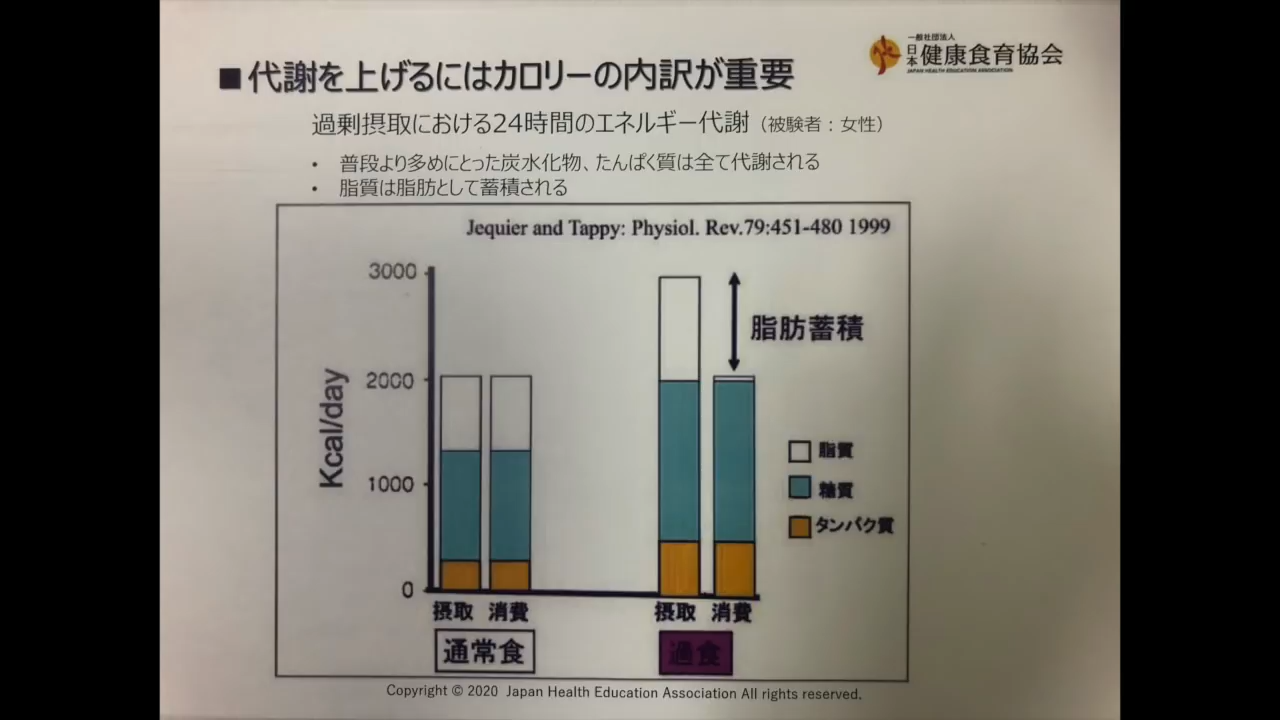 一般社団法人
日本健康食育協会
JAPAN HEALTH EDUCATION ASSOCIATION
■代謝を上げるにはカロリーの内訳が重要
過剰摂取における24時間のエネルギー代謝（被験者：女性）
• 普段より多めにとった炭水化物、たんぱく質は全て代謝される
• 脂質は脂肪として蓄積される
Jequier and Tappy: Physiol. Rev.79:451-480 1999
Kcal/day
3000
2000
1000
0
脂肪蓄積
脂質
糖質
タンパク質
摂取 消費 摂取 消費
通常食 過食
Copyright © 2020 Japan Health Education Association All rights reserved.